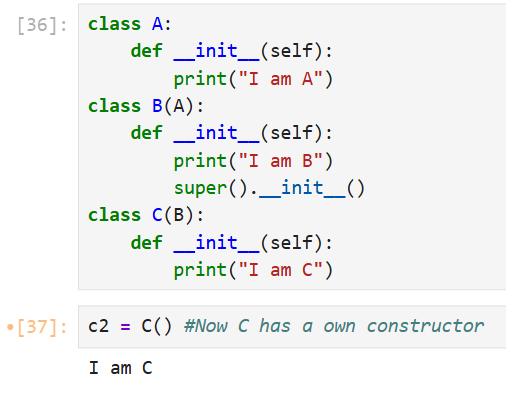 [36]: class A:
    def __init__(self):
        print("I am A")
class B(A):
    def __init__(self):
        print("I am B")
        super().__init__()
class C(B):
    def __init__(self):
        print("I am C")
•[37]: c2 = C() #Now C has a own constructor
I am C